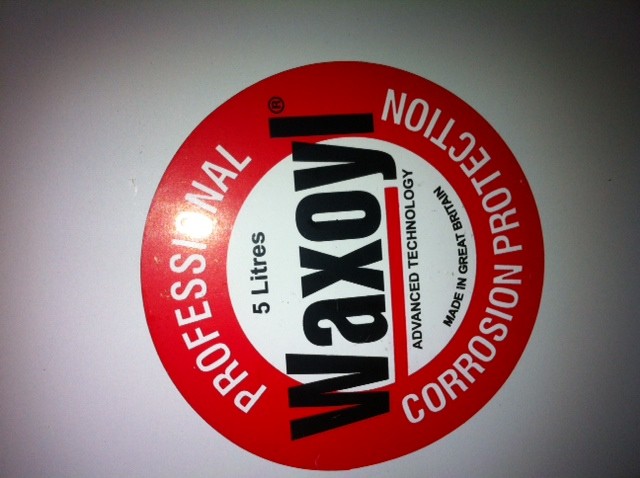 PROFESSIONAL
5 Litres
Waxoyl®
ADVANCED TECHNOLOGY
MADE IN GREAT BRITAIN
CORROSION PROTECTION